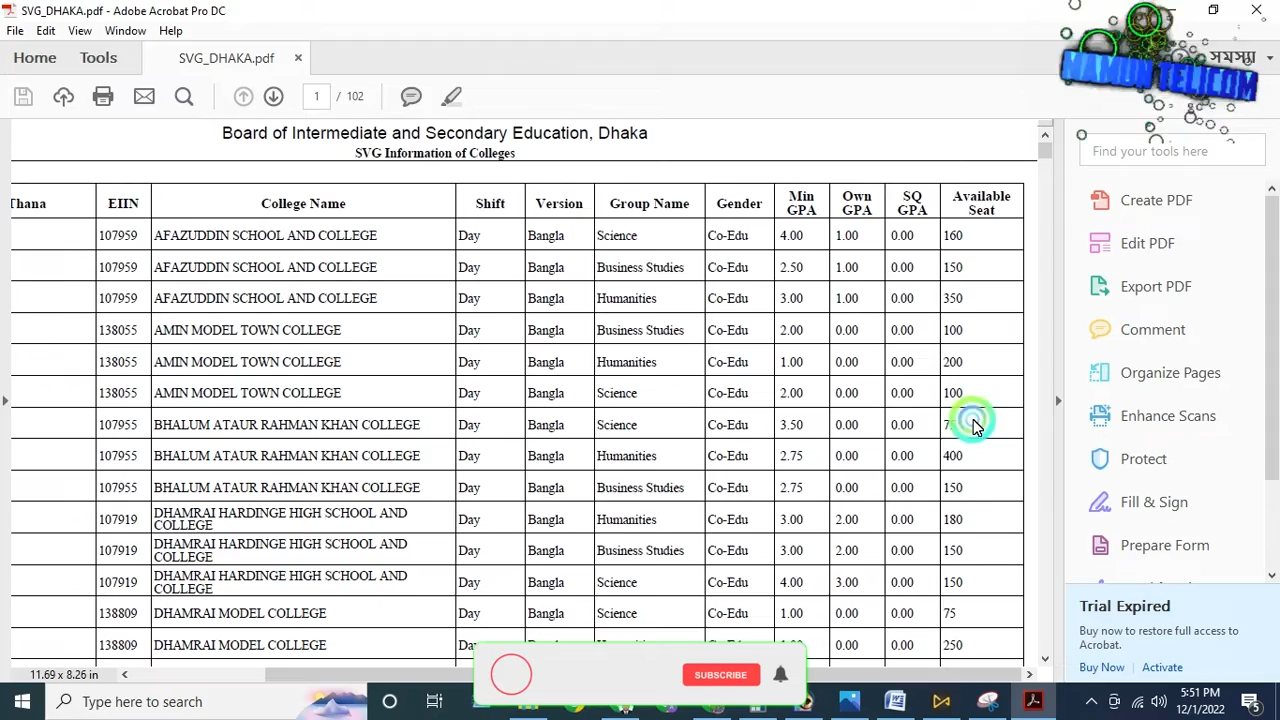 SVG_DHAKA.pdf - Adobe Acrobat Pro DC
File Edit View Window Help
Home Tools SVG_DHAKA.pdf ×
MAMUN TELICOM
সমস্যা
1 / 102
Board of Intermediate and Secondary Education, Dhaka
SVG Information of Colleges
Thana EIIN College Name Shift Version Group Name Gender Min GPA Own GPA SQ GPA Available Seat
107959 AFAZUDDIN SCHOOL AND COLLEGE Day Bangla Science Co-Edu 4.00 1.00 0.00 160
107959 AFAZUDDIN SCHOOL AND COLLEGE Day Bangla Business Studies Co-Edu 2.50 1.00 0.00 150
107959 AFAZUDDIN SCHOOL AND COLLEGE Day Bangla Humanities Co-Edu 3.00 1.00 0.00 350
138055 AMIN MODEL TOWN COLLEGE Day Bangla Business Studies Co-Edu 2.00 0.00 0.00 100
138055 AMIN MODEL TOWN COLLEGE Day Bangla Humanities Co-Edu 1.00 0.00 0.00 200
138055 AMIN MODEL TOWN COLLEGE Day Bangla Science Co-Edu 2.00 0.00 0.00 100
107955 BHALUM ATAUR RAHMAN KHAN COLLEGE Day Bangla Science Co-Edu 3.50 0.00 0.00
107955 BHALUM ATAUR RAHMAN KHAN COLLEGE Day Bangla Humanities Co-Edu 2.75 0.00 0.00 400
107955 BHALUM ATAUR RAHMAN KHAN COLLEGE Day Bangla Business Studies Co-Edu 2.75 0.00 0.00 150
107919 DHAMRAI HARDINGE HIGH SCHOOL AND COLLEGE Day Bangla Humanities Co-Edu 3.00 2.00 0.00 180
107919 DHAMRAI HARDINGE HIGH SCHOOL AND COLLEGE Day Bangla Business Studies Co-Edu 3.00 2.00 0.00 150
107919 DHAMRAI HARDINGE HIGH SCHOOL AND COLLEGE Day Bangla Science Co-Edu 4.00 3.00 0.00 150
138809 DHAMRAI MODEL COLLEGE Day Bangla Science Co-Edu 1.00 0.00 0.00 75
138809 DHAMRAI MODEL COLLEGE 0.00 0.00 250
SUBSCRIBE
11.69 x 8.26 in
Find your tools here
Create PDF
Edit PDF
Export PDF
Comment
Organize Pages
Enhance Scans
Protect
Fill & Sign
Prepare Form
Trial Expired
Buy now to restore full access to
Acrobat.
Buy Now Activate
Type here to search
5:51 PM
12/1/2022
5